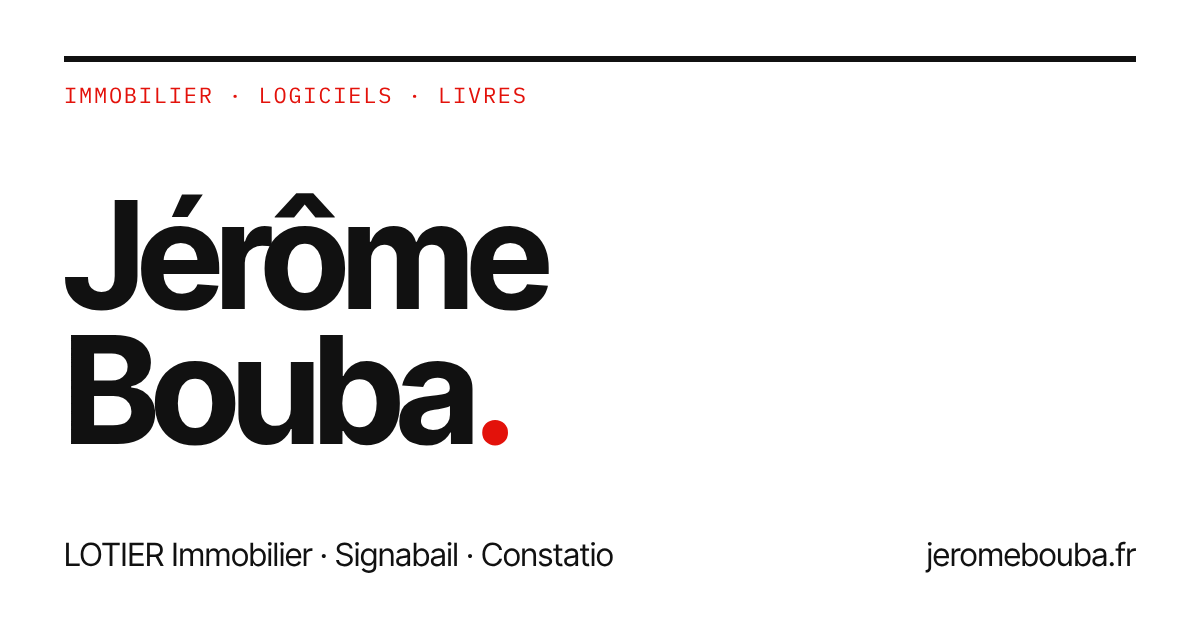 IMMOBILIER · LOGICIELS · LIVRES
Jérôme
Bouba.
LOTIER Immobilier · Signabail · Constatio
jeromebouba.fr